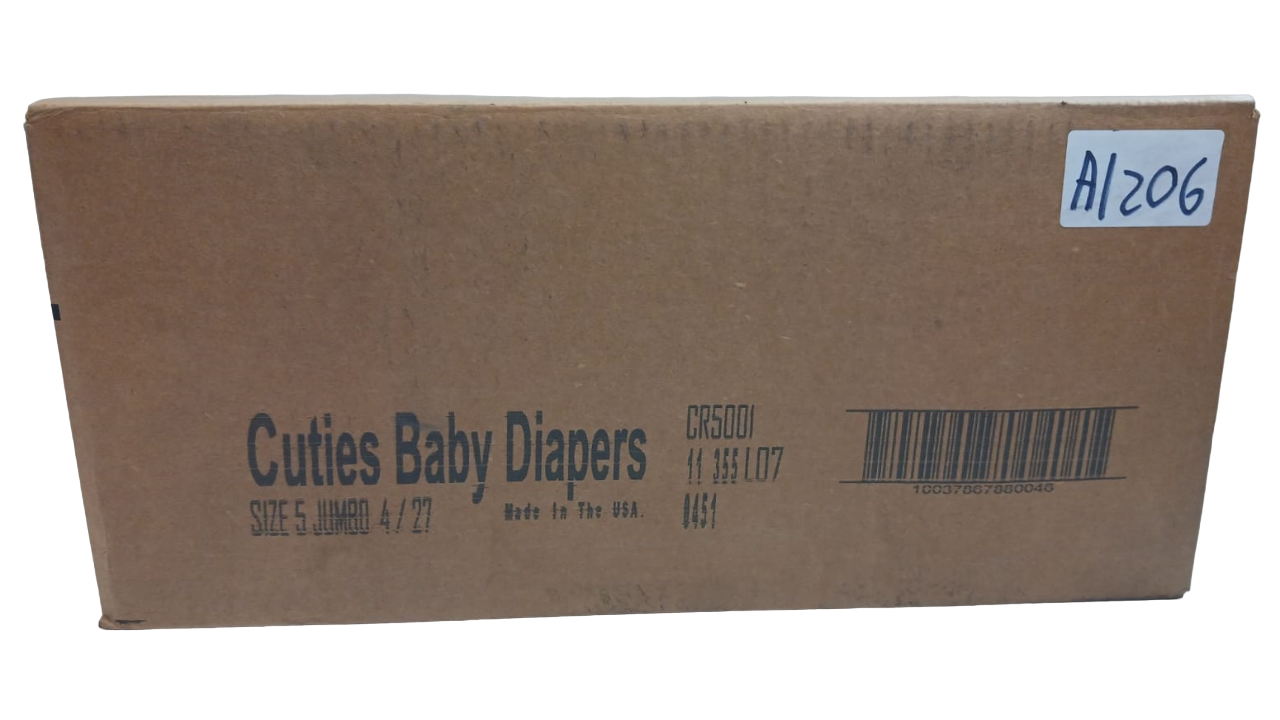 A1206
Cuties Baby Diapers
SIZE 5 JUMBO 4 / 27
Made In The USA.
CR5001
11 355 L07
0451
10037867880046